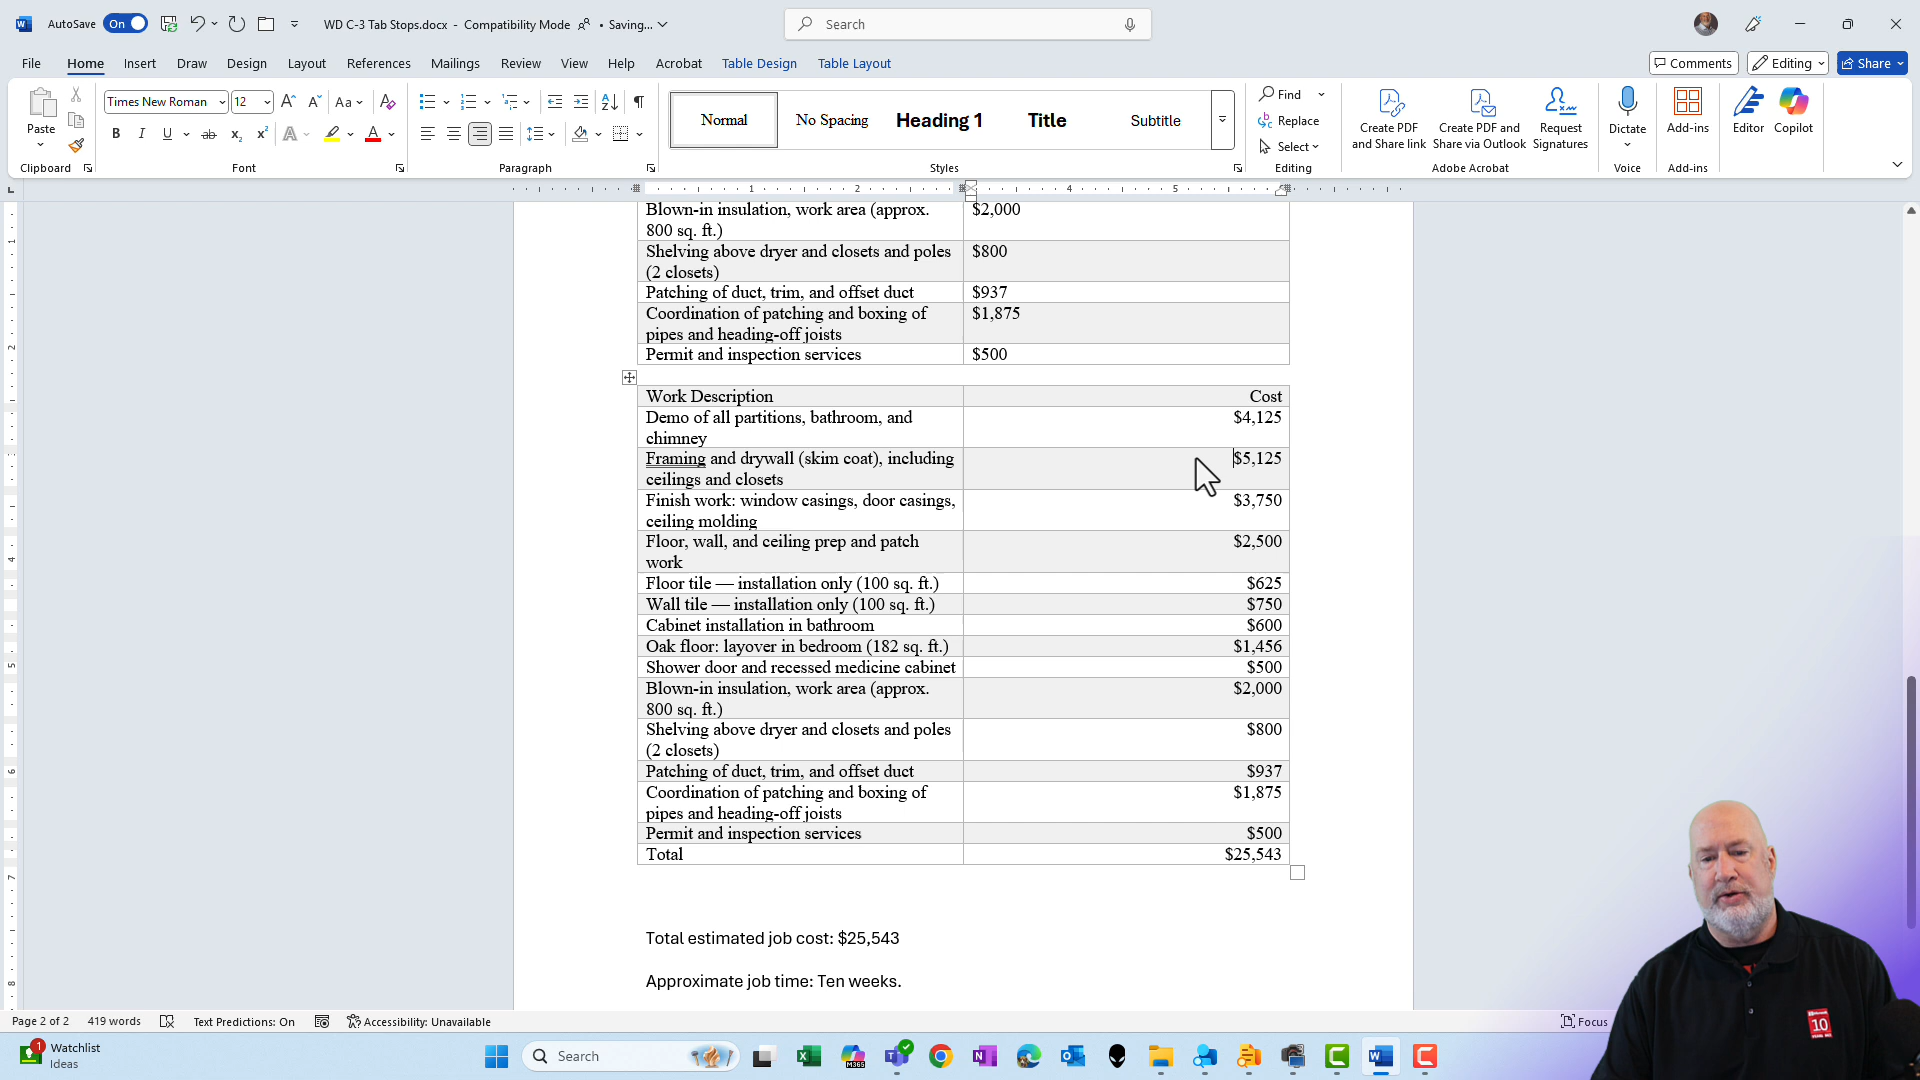 AutoSave On WD C-3 Tab Stops.docx - Compatibility Mode • Saving... Search
File Home Insert Draw Design Layout References Mailings Review View Help Acrobat Table Design Table Layout Comments Editing Share
Paste
Clipboard
Times New Roman 12
Font
Paragraph
Normal No Spacing Heading 1 Title Subtitle
Styles
Find
Replace
Select
Editing
Create PDF
and Share link
Create PDF and
Share via Outlook
Request
Signatures
Adobe Acrobat
Dictate
Voice
Add-ins
Add-ins
Editor
Copilot
1 2 4 5
Blown-in insulation, work area (approx. $2,000
800 sq. ft.)
Shelving above dryer and closets and poles $800
(2 closets)
Patching of duct, trim, and offset duct $937
Coordination of patching and boxing of $1,875
pipes and heading-off joists
Permit and inspection services $500
Work Description Cost
Demo of all partitions, bathroom, and $4,125
chimney
Framing and drywall (skim coat), including $5,125
ceilings and closets
Finish work: window casings, door casings, $3,750
ceiling molding
Floor, wall, and ceiling prep and patch $2,500
work
Floor tile — installation only (100 sq. ft.) $625
Wall tile — installation only (100 sq. ft.) $750
Cabinet installation in bathroom $600
Oak floor: layover in bedroom (182 sq. ft.) $1,456
Shower door and recessed medicine cabinet $500
Blown-in insulation, work area (approx. $2,000
800 sq. ft.)
Shelving above dryer and closets and poles $800
(2 closets)
Patching of duct, trim, and offset duct $937
Coordination of patching and boxing of $1,875
pipes and heading-off joists
Permit and inspection services $500
Total $25,543
Total estimated job cost: $25,543
Approximate job time: Ten weeks.
Page 2 of 2 419 words Text Predictions: On Accessibility: Unavailable Focus
1 Watchlist
Ideas
Search
M365
10